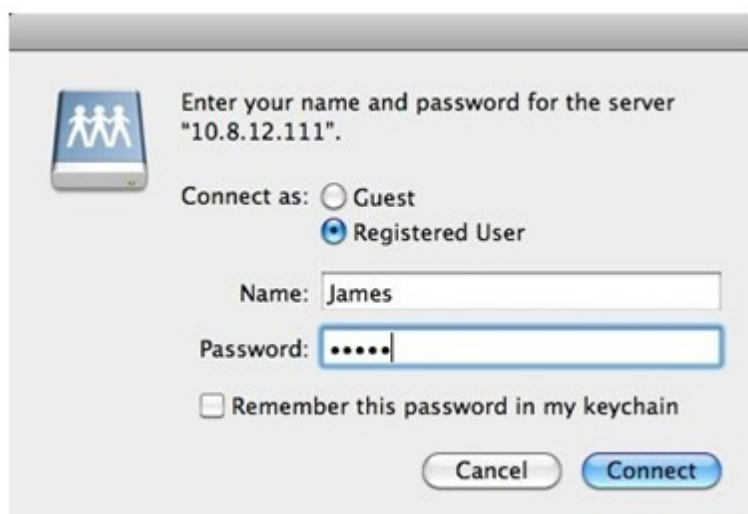 Enter your name and password for the server
“10.8.12.111”.
Connect as: Guest
Registered User
Name: James
Password: •••••
Remember this password in my keychain
Cancel Connect